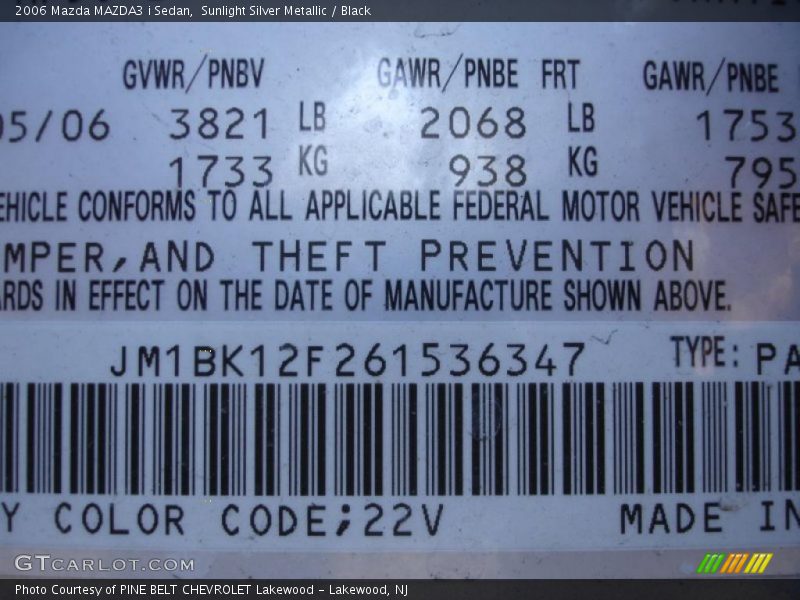 2006 Mazda MAZDA3 i Sedan, Sunlight Silver Metallic / Black
GVWR/PNBV GAWR/PNBE FRT GAWR/PNBE
05/06 3821 LB 2068 LB 1753
1733 KG 938 KG 795
EHICLE CONFORMS TO ALL APPLICABLE FEDERAL MOTOR VEHICLE SAFE
MPER,AND THEFT PREVENTION
ARDS IN EFFECT ON THE DATE OF MANUFACTURE SHOWN ABOVE.
JM1BK12F261536347 TYPE: PA
Y COLOR CODE;22V MADE IN
GTCARLOT.COM
Photo Courtesy of PINE BELT CHEVROLET Lakewood - Lakewood, NJ